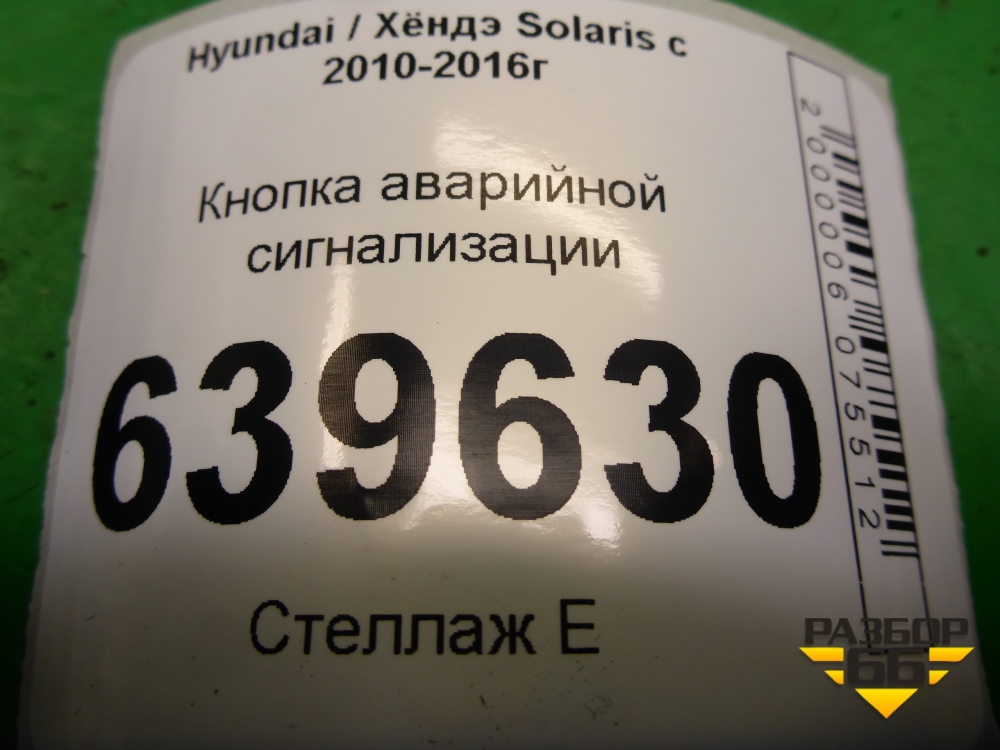 Hyundai / Хёндэ Solaris с
2010-2016г
Кнопка аварийной
сигнализации
639630
Стеллаж Е
2000006075512
РАЗБОР
66